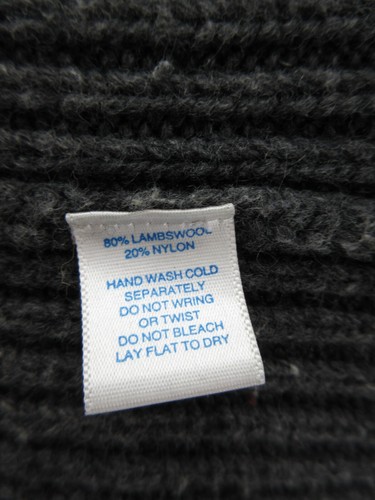 80% LAMBSWOOL
20% NYLON
HAND WASH COLD
SEPARATELY
DO NOT WRING
OR TWIST
DO NOT BLEACH
LAY FLAT TO DRY